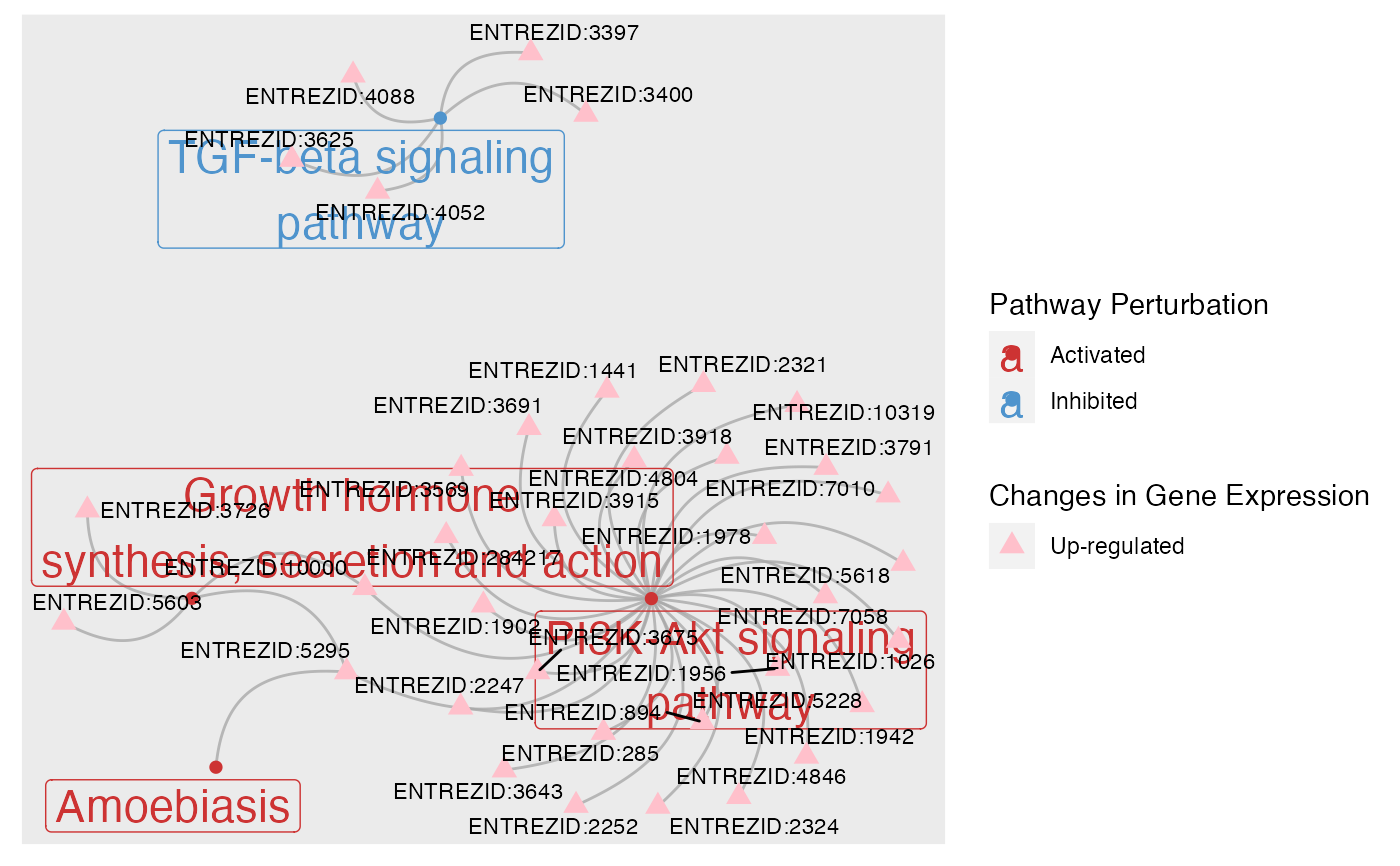 ENTREZID:3397
ENTREZID:4088
ENTREZID:3400
ENTREZID:3625
TGF-beta signaling
pathway
ENTREZID:4052
Pathway Perturbation
a Activated
a Inhibited
Changes in Gene Expression
Up-regulated
ENTREZID:1441
ENTREZID:2321
ENTREZID:3691
ENTREZID:10319
ENTREZID:3918
ENTREZID:3791
ENTREZID:4804
ENTREZID:7010
ENTREZID:3569
ENTREZID:3915
Growth hormone
synthesis, secretion and action
ENTREZID:3726
ENTREZID:1978
ENTREZID:284217
ENTREZID:10000
ENTREZID:5618
ENTREZID:5603
ENTREZID:7058
ENTREZID:1902
ENTREZID:3675
PI3K-Akt signaling
pathway
ENTREZID:5295
ENTREZID:1026
ENTREZID:1956
ENTREZID:2247
ENTREZID:5228
ENTREZID:894
ENTREZID:1942
ENTREZID:285
ENTREZID:4846
ENTREZID:3643
Amoebiasis
ENTREZID:2252
ENTREZID:2324